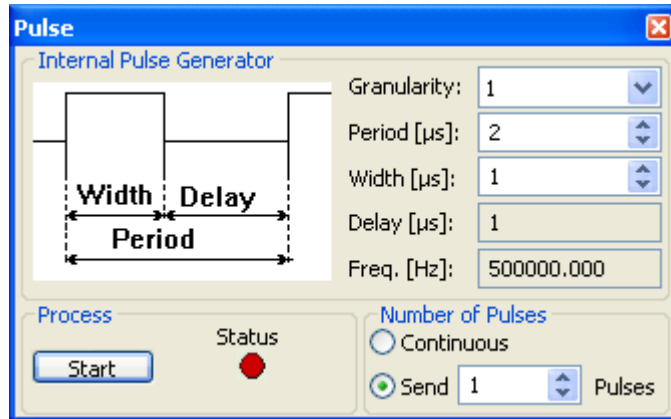 Pulse
Internal Pulse Generator
Width
Delay
Period
Granularity: 1
Period [µs]: 2
Width [µs]: 1
Delay [µs]: 1
Freq. [Hz]: 500000.000
Process
Start
Status
Number of Pulses
Continuous
Send 1 Pulses